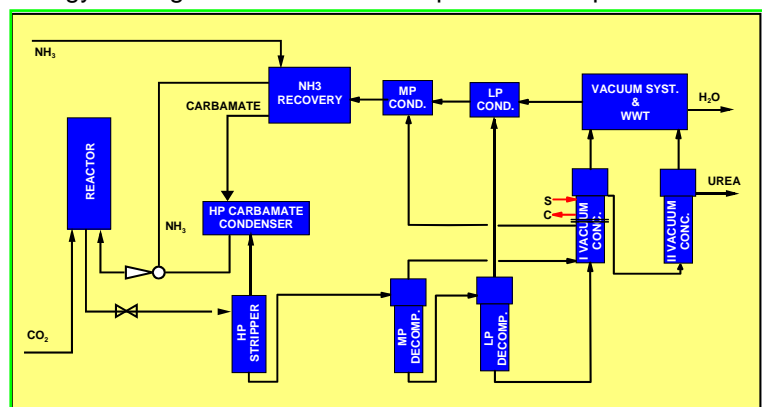 NH3
NH3
RECOVERY
MP
COND.
LP
COND.
VACUUM SYST.
&
WWT
H2O
CARBAMATE
REACTOR
HP CARBAMATE
CONDENSER
NH3
S
C
I VACUUM
CONC.
II VACUUM
CONC.
UREA
HP
STRIPPER
MP
DECOMP.
LP
DECOMP.
CO2